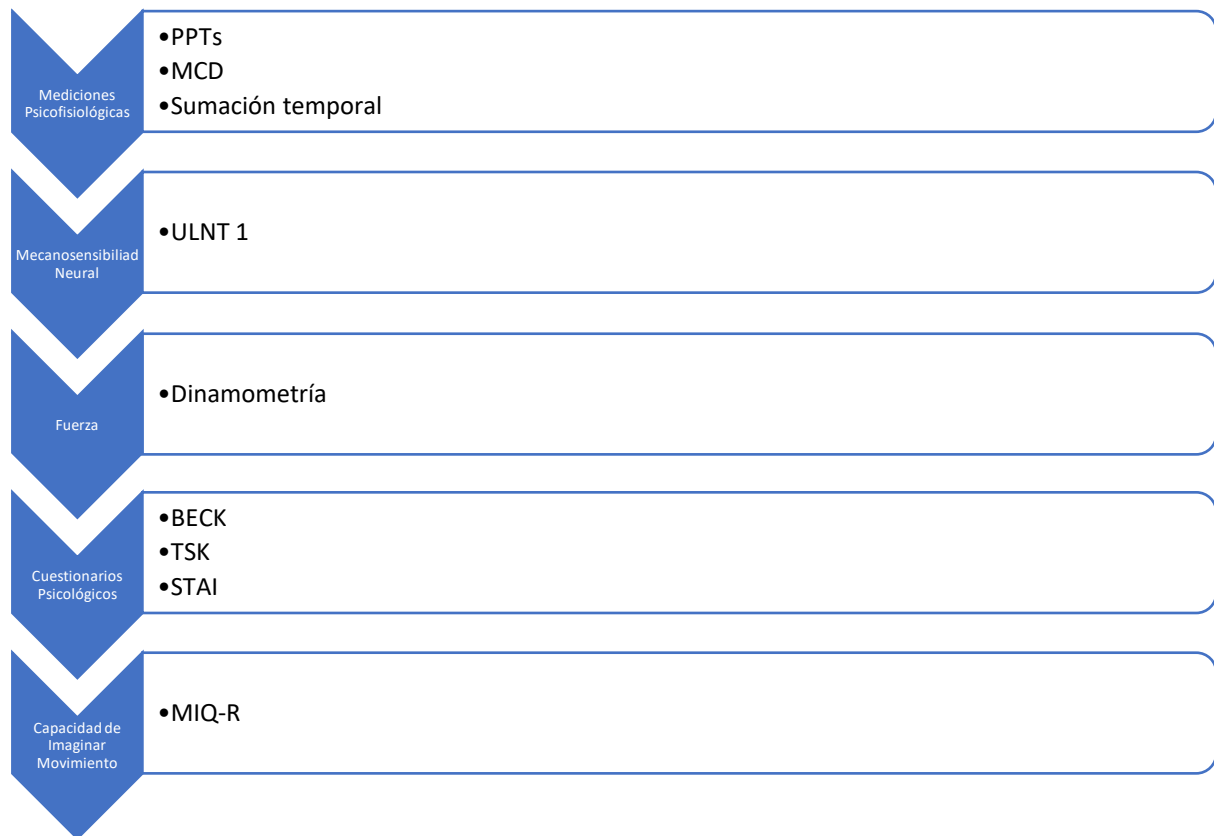 Mediciones
Psicofisiológicas
•PPTs
•MCD
•Sumación temporal
Mecanosensibiliad
Neural
•ULNT 1
Fuerza
•Dinamometría
Cuestionarios
Psicológicos
•BECK
•TSK
•STAI
Capacidad de
Imaginar
Movimiento
•MIQ-R